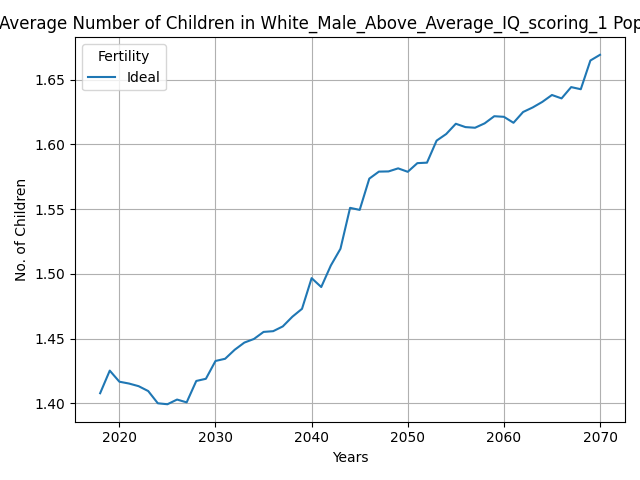 Average Number of Children in White_Male_Above_Average_IQ_scoring_1 Pop
Fertility
Ideal
No. of Children
1.65
1.60
1.55
1.50
1.45
1.40
2020 2030 2040 2050 2060 2070
Years